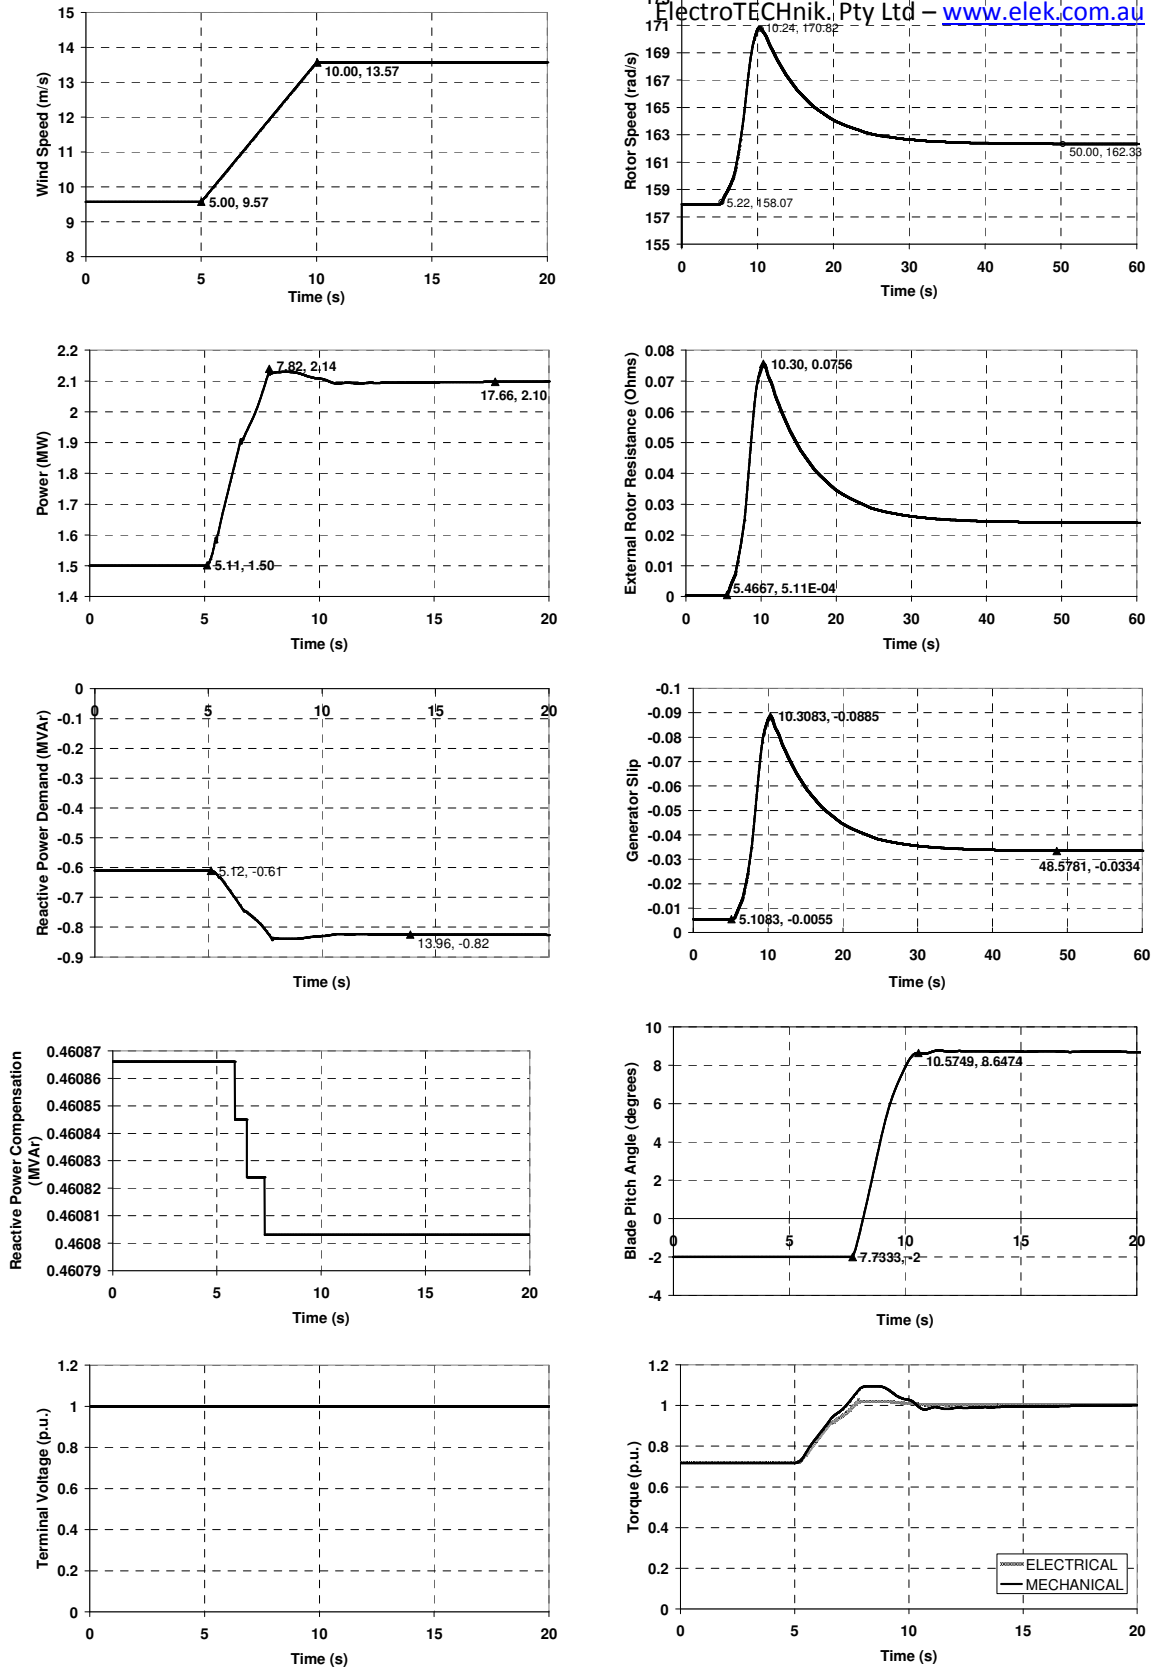 ElectroTECHnik. Pty Ltd – www.elek.com.au
15
14
13
12
11
10
9
8
0 5 10 15 20
Wind Speed (m/s)
Time (s)
5.00, 9.57
10.00, 13.57
171
169
167
165
163
161
159
157
155
0 10 20 30 40 50 60
Rotor Speed (rad/s)
Time (s)
10.24, 170.82
5.22, 158.07
50.00, 162.33
2.2
2.1
2
1.9
1.8
1.7
1.6
1.5
1.4
0 5 10 15 20
Power (MW)
Time (s)
7.82, 2.14
17.66, 2.10
5.11, 1.50
0.08
0.07
0.06
0.05
0.04
0.03
0.02
0.01
0
0 10 20 30 40 50 60
External Rotor Resistance (Ohms)
Time (s)
10.30, 0.0756
5.4667, 5.11E-04
0
-0.1
-0.2
-0.3
-0.4
-0.5
-0.6
-0.7
-0.8
-0.9
0 5 10 15 20
Reactive Power Demand (MVAr)
Time (s)
5.12, -0.61
13.96, -0.82
-0.1
-0.09
-0.08
-0.07
-0.06
-0.05
-0.04
-0.03
-0.02
-0.01
0
0 10 20 30 40 50 60
Generator Slip
Time (s)
10.3083, -0.0885
48.5781, -0.0334
5.1083, -0.0055
0.46087
0.46086
0.46085
0.46084
0.46083
0.46082
0.46081
0.4608
0.46079
0 5 10 15 20
Reactive Power Compensation
(MVAr)
Time (s)
10
8
6
4
2
0
-2
-4
0 5 10 15 20
Blade Pitch Angle (degrees)
Time (s)
10.5749, 8.6474
7.7333, -2
1.2
1
0.8
0.6
0.4
0.2
0
0 5 10 15 20
Terminal Voltage (p.u.)
Time (s)
1.2
1
0.8
0.6
0.4
0.2
0
0 5 10 15 20
Torque (p.u.)
Time (s)
ELECTRICAL
MECHANICAL